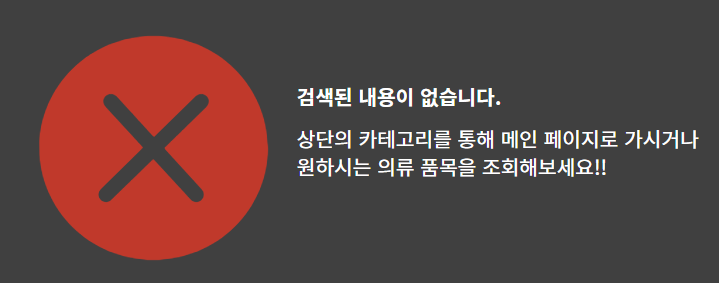 검색된 내용이 없습니다.
상단의 카테고리를 통해 메인 페이지로 가시거나
원하시는 의류 품목을 조회해보세요!!